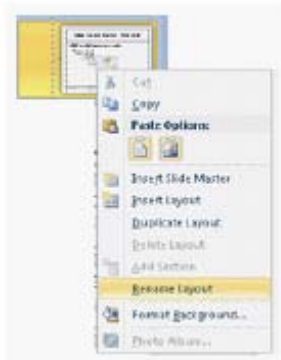 Cut
Copy
Paste Options:
Insert Slide Master
Insert Layout
Duplicate Layout
Delete Layout
Add Section
Rename Layout
Format Background...
Photo Album...